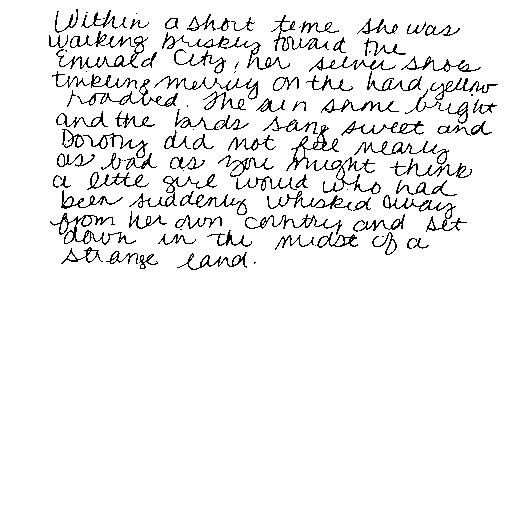 Within a short time she was
walking briskly toward the
Emerald City, her silver shoes
tinkling merrily on the hard, yellow
roadbed. The sun shone bright
and the birds sang sweet and
Dorothy did not feel nearly
as bad as you might think
a little girl would who had
been suddenly whisked away
from her own country and set
down in the midst of a
strange land.